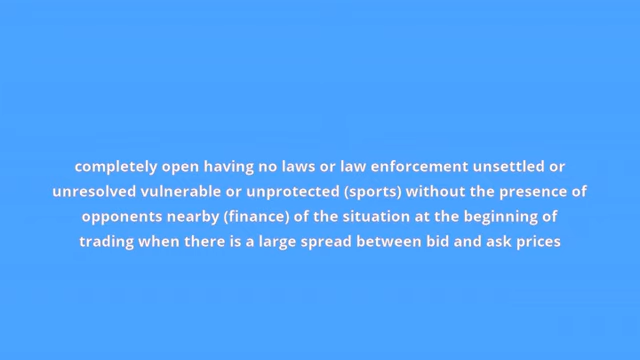 completely open having no laws or law enforcement unsettled or
unresolved vulnerable or unprotected (sports) without the presence of
opponents nearby (finance) of the situation at the beginning of
trading when there is a large spread between bid and ask prices